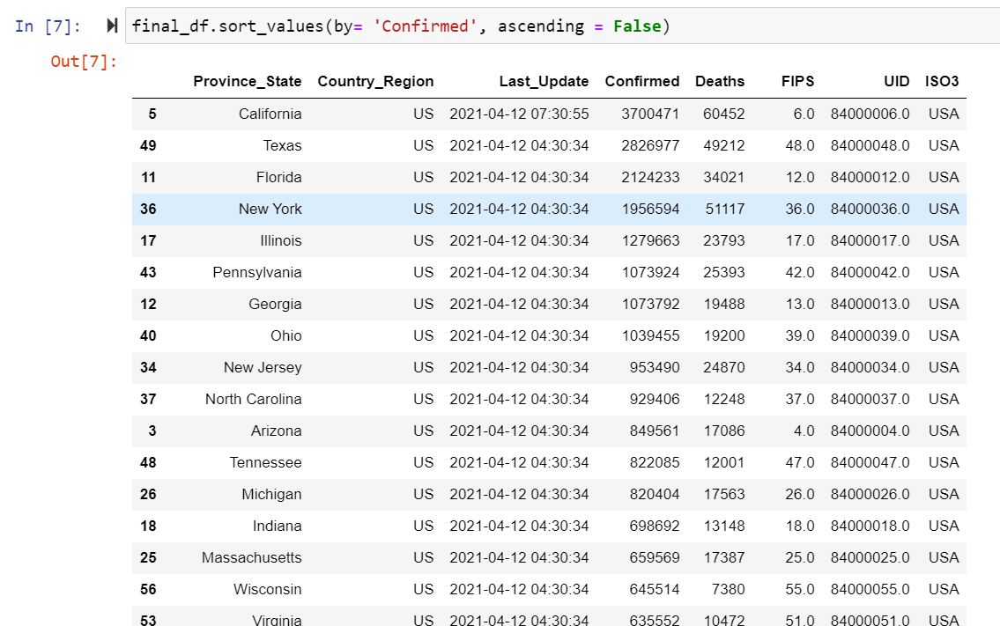 In [7]: final_df.sort_values(by= 'Confirmed', ascending = False)
Out[7]:
Province_State Country_Region Last_Update Confirmed Deaths FIPS UID ISO3
5 California US 2021-04-12 07:30:55 3700471 60452 6.0 84000006.0 USA
49 Texas US 2021-04-12 04:30:34 2826977 49212 48.0 84000048.0 USA
11 Florida US 2021-04-12 04:30:34 2124233 34021 12.0 84000012.0 USA
36 New York US 2021-04-12 04:30:34 1956594 51117 36.0 84000036.0 USA
17 Illinois US 2021-04-12 04:30:34 1279663 23793 17.0 84000017.0 USA
43 Pennsylvania US 2021-04-12 04:30:34 1073924 25393 42.0 84000042.0 USA
12 Georgia US 2021-04-12 04:30:34 1073792 19488 13.0 84000013.0 USA
40 Ohio US 2021-04-12 04:30:34 1039455 19200 39.0 84000039.0 USA
34 New Jersey US 2021-04-12 04:30:34 953490 24870 34.0 84000034.0 USA
37 North Carolina US 2021-04-12 04:30:34 929406 12248 37.0 84000037.0 USA
3 Arizona US 2021-04-12 04:30:34 849561 17086 4.0 84000004.0 USA
48 Tennessee US 2021-04-12 04:30:34 822085 12001 47.0 84000047.0 USA
26 Michigan US 2021-04-12 04:30:34 820404 17563 26.0 84000026.0 USA
18 Indiana US 2021-04-12 04:30:34 698692 13148 18.0 84000018.0 USA
25 Massachusetts US 2021-04-12 04:30:34 659569 17387 25.0 84000025.0 USA
56 Wisconsin US 2021-04-12 04:30:34 645514 7380 55.0 84000055.0 USA
53 Virginia US 2021-04-12 04:30:34 635552 10472 51.0 84000051.0 USA